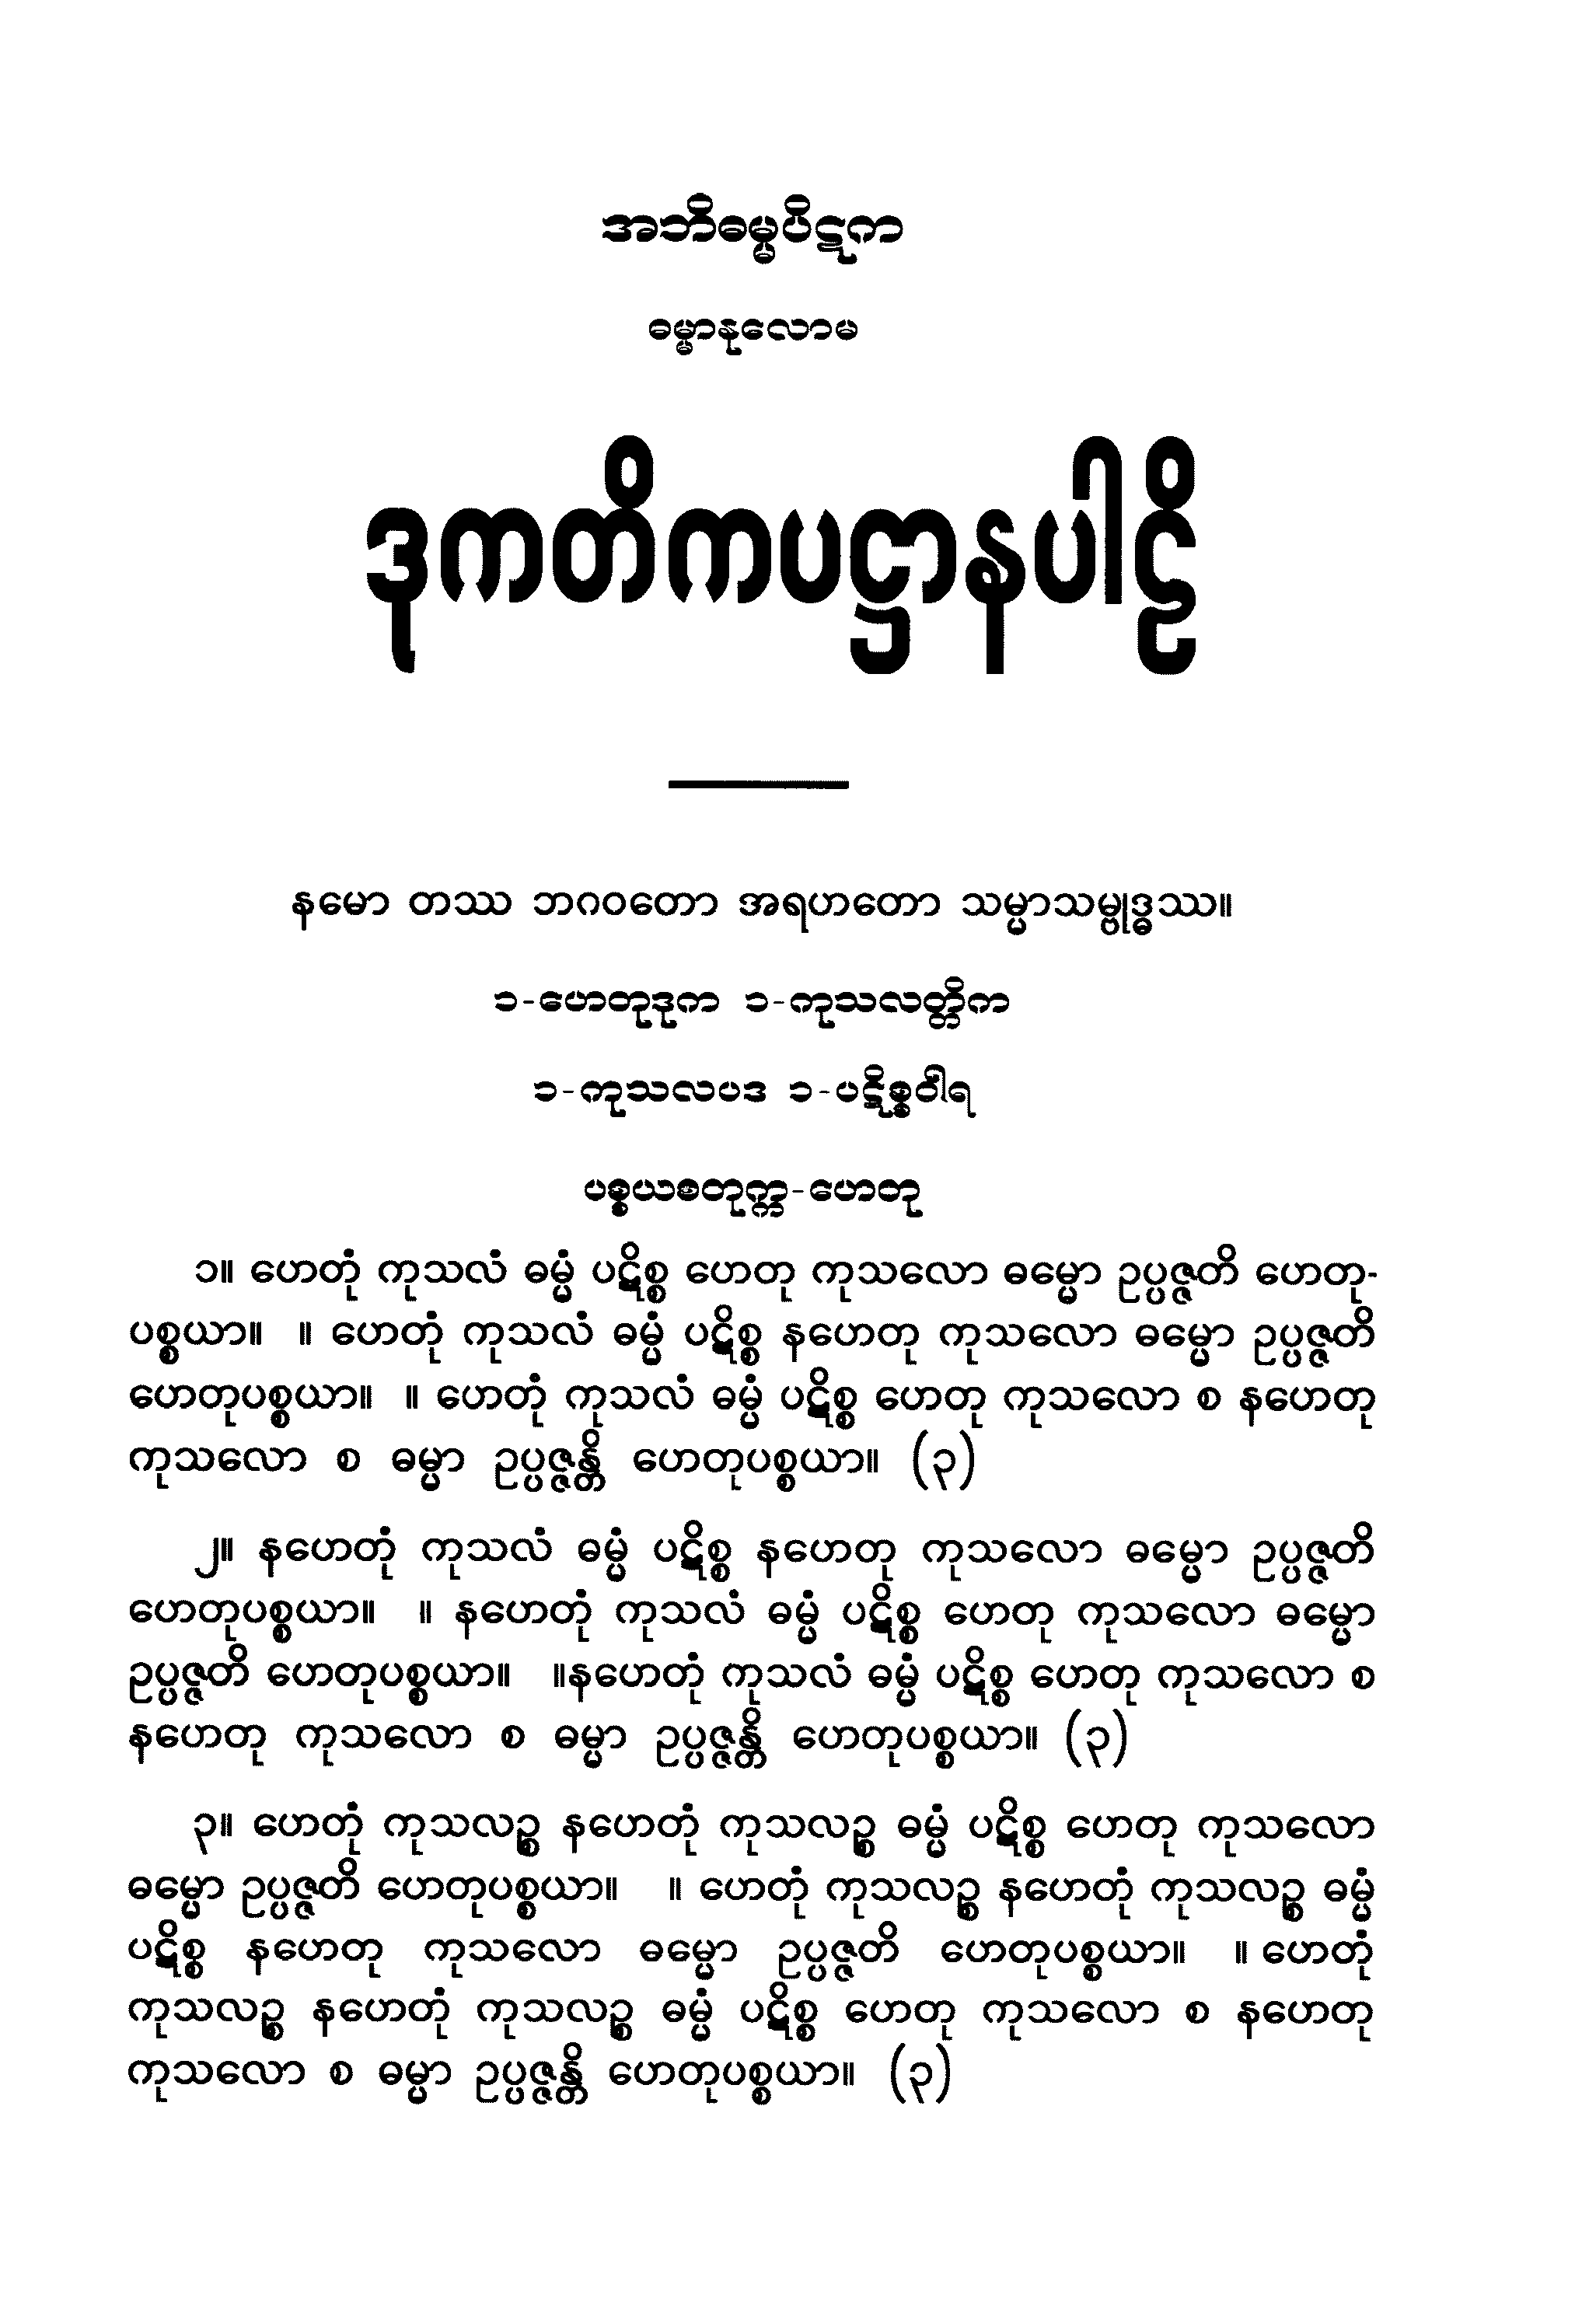 အဘိဓမ္မပိဋက
ဓမ္မာနုလောမ
ဒုကတိကပဋ္ဌာနပါဠိ
နမော တဿ ဘဂဝတော အရဟတော သမ္မာသမ္ဗုဒ္ဓဿ။
၁-ဟေတုဒုက ၁-ကုသလတ္တိက
၁-ကုသလပဒ ၁-ပဋိစ္စဝါရ
ပစ္စယစတုက္က-ဟေတု
၁။ ဟေတုံ ကုသလံ ဓမ္မံ ပဋိစ္စ ဟေတု ကုသလော ဓမ္မော ဥပ္ပဇ္ဇတိ ဟေတု-
ပစ္စယာ။ ။ ဟေတုံ ကုသလံ ဓမ္မံ ပဋိစ္စ နဟေတု ကုသလော ဓမ္မော ဥပ္ပဇ္ဇတိ
ဟေတုပစ္စယာ။ ။ ဟေတုံ ကုသလံ ဓမ္မံ ပဋိစ္စ ဟေတု ကုသလော စ နဟေတု
ကုသလော စ ဓမ္မာ ဥပ္ပဇ္ဇန္တိ ဟေတုပစ္စယာ။ (၃)
၂။ နဟေတုံ ကုသလံ ဓမ္မံ ပဋိစ္စ နဟေတု ကုသလော ဓမ္မော ဥပ္ပဇ္ဇတိ
ဟေတုပစ္စယာ။ ။ နဟေတုံ ကုသလံ ဓမ္မံ ပဋိစ္စ ဟေတု ကုသလော ဓမ္မော
ဥပ္ပဇ္ဇတိ ဟေတုပစ္စယာ။ ။နဟေတုံ ကုသလံ ဓမ္မံ ပဋိစ္စ ဟေတု ကုသလော စ
နဟေတု ကုသလော စ ဓမ္မာ ဥပ္ပဇ္ဇန္တိ ဟေတုပစ္စယာ။ (၃)
၃။ ဟေတုံ ကုသလဉ္စ နဟေတုံ ကုသလဉ္စ ဓမ္မံ ပဋိစ္စ ဟေတု ကုသလော
ဓမ္မော ဥပ္ပဇ္ဇတိ ဟေတုပစ္စယာ။ ။ ဟေတုံ ကုသလဉ္စ နဟေတုံ ကုသလဉ္စ ဓမ္မံ
ပဋိစ္စ နဟေတု ကုသလော ဓမ္မော ဥပ္ပဇ္ဇတိ ဟေတုပစ္စယာ။ ။ ဟေတုံ
ကုသလဉ္စ နဟေတုံ ကုသလဉ္စ ဓမ္မံ ပဋိစ္စ ဟေတု ကုသလော စ နဟေတု
ကုသလော စ ဓမ္မာ ဥပ္ပဇ္ဇန္တိ ဟေတုပစ္စယာ။ (၃)